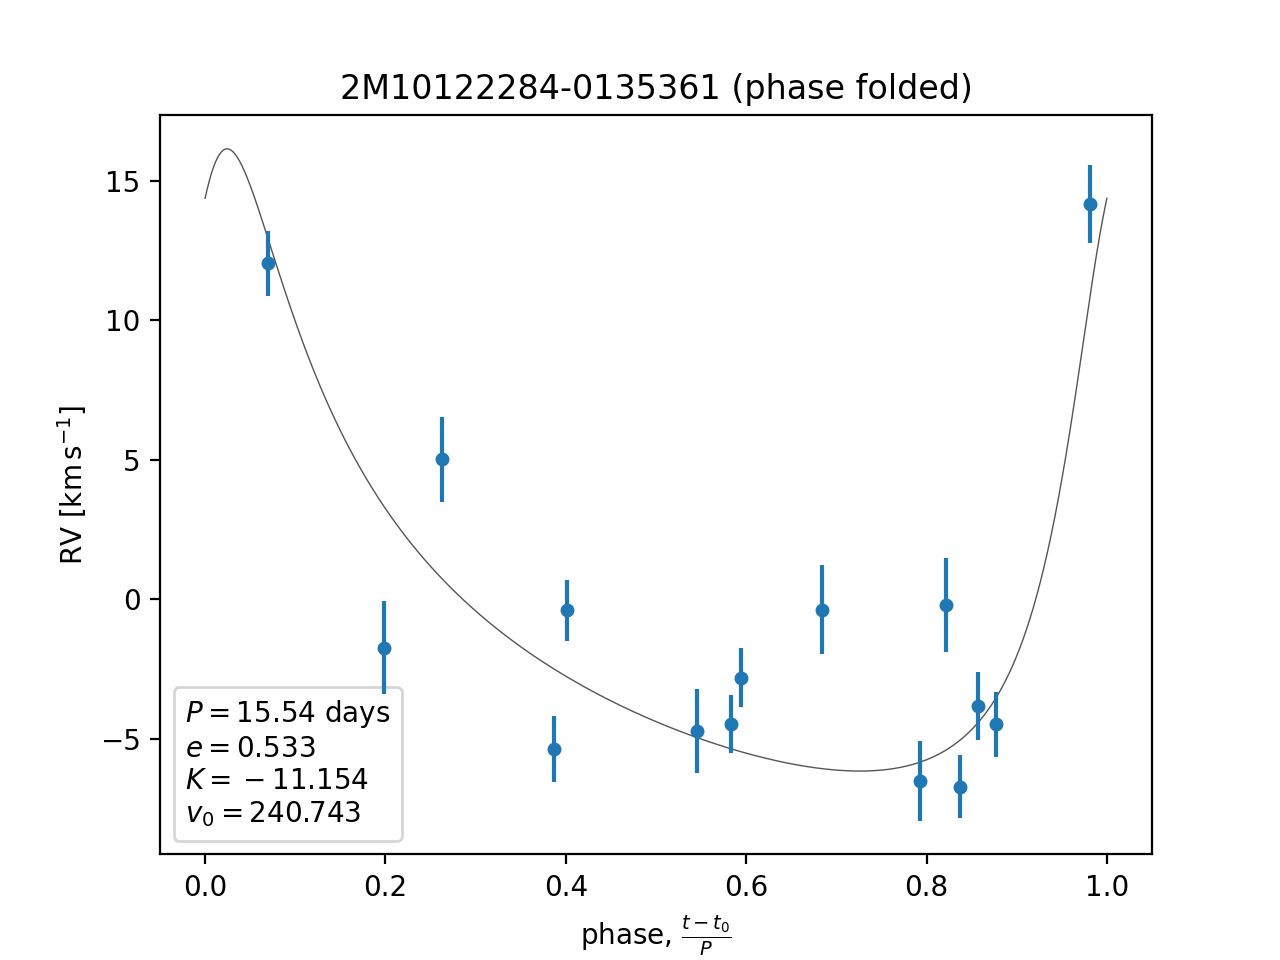 2M10122284-0135361 (phase folded)
RV [km s⁻¹]
15
10
5
0
−5
P = 15.54 days
e = 0.533
K = −11.154
v₀ = 240.743
0.0 0.2 0.4 0.6 0.8 1.0
phase, (t − t₀)/P